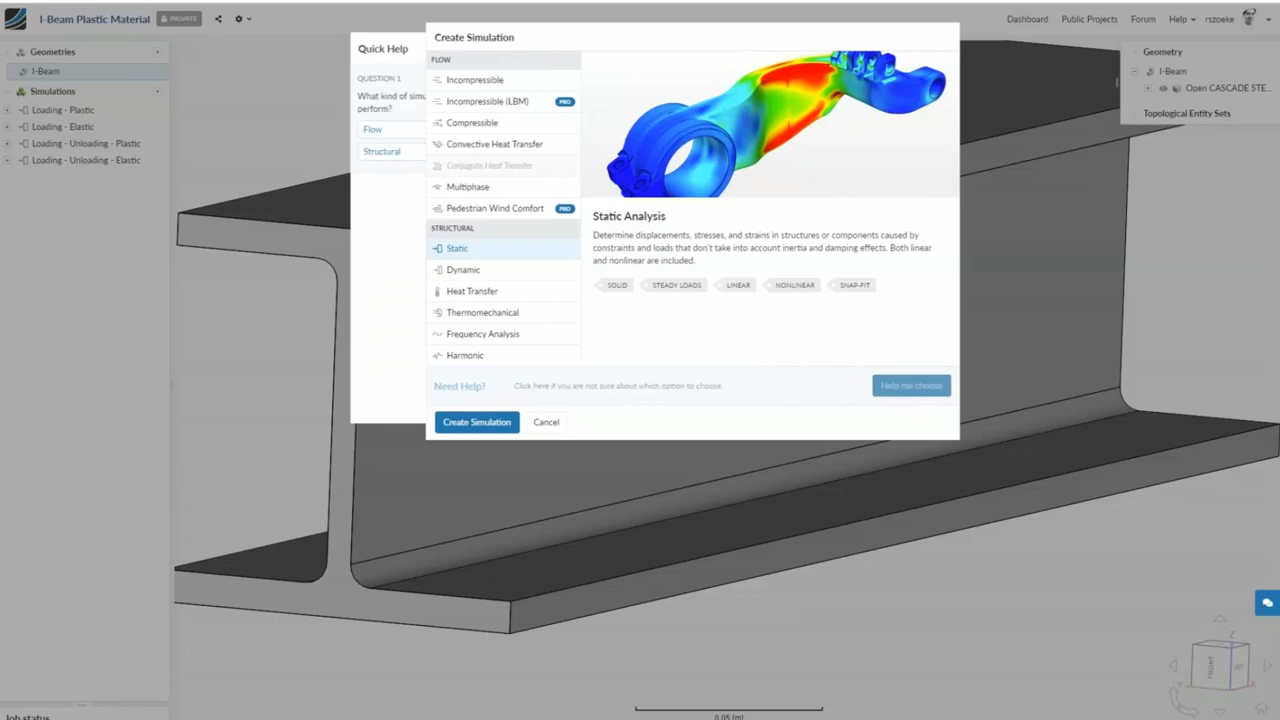 I-Beam Plastic Material
PRIVATE
Dashboard
Public Projects
Forum
Help
rszoeke
Geometries
I-Beam
Simulations
Loading - Plastic
Loading - Elastic
Loading - Unloading - Plastic
Loading - Unloading - Elastic
Job status
Quick Help
QUESTION 1
What kind of simu
perform?
Flow
Structural
Create Simulation
FLOW
Incompressible
Incompressible (LBM) PRO
Compressible
Convective Heat Transfer
Conjugate Heat Transfer
Multiphase
Pedestrian Wind Comfort PRO
STRUCTURAL
Static
Dynamic
Heat Transfer
Thermomechanical
Frequency Analysis
Harmonic
Static Analysis
Determine displacements, stresses, and strains in structures or components caused by
constraints and loads that don't take into account inertia and damping effects. Both linear
and nonlinear are included.
SOLID STEADY LOADS LINEAR NONLINEAR SNAP-FIT
Need Help? Click here if you are not sure about which option to choose Help me choose
Create Simulation Cancel
Geometry
I-Beam
Open CASCADE STE...
Topological Entity Sets
Z
FRONT
Y
X
0.05 [m]